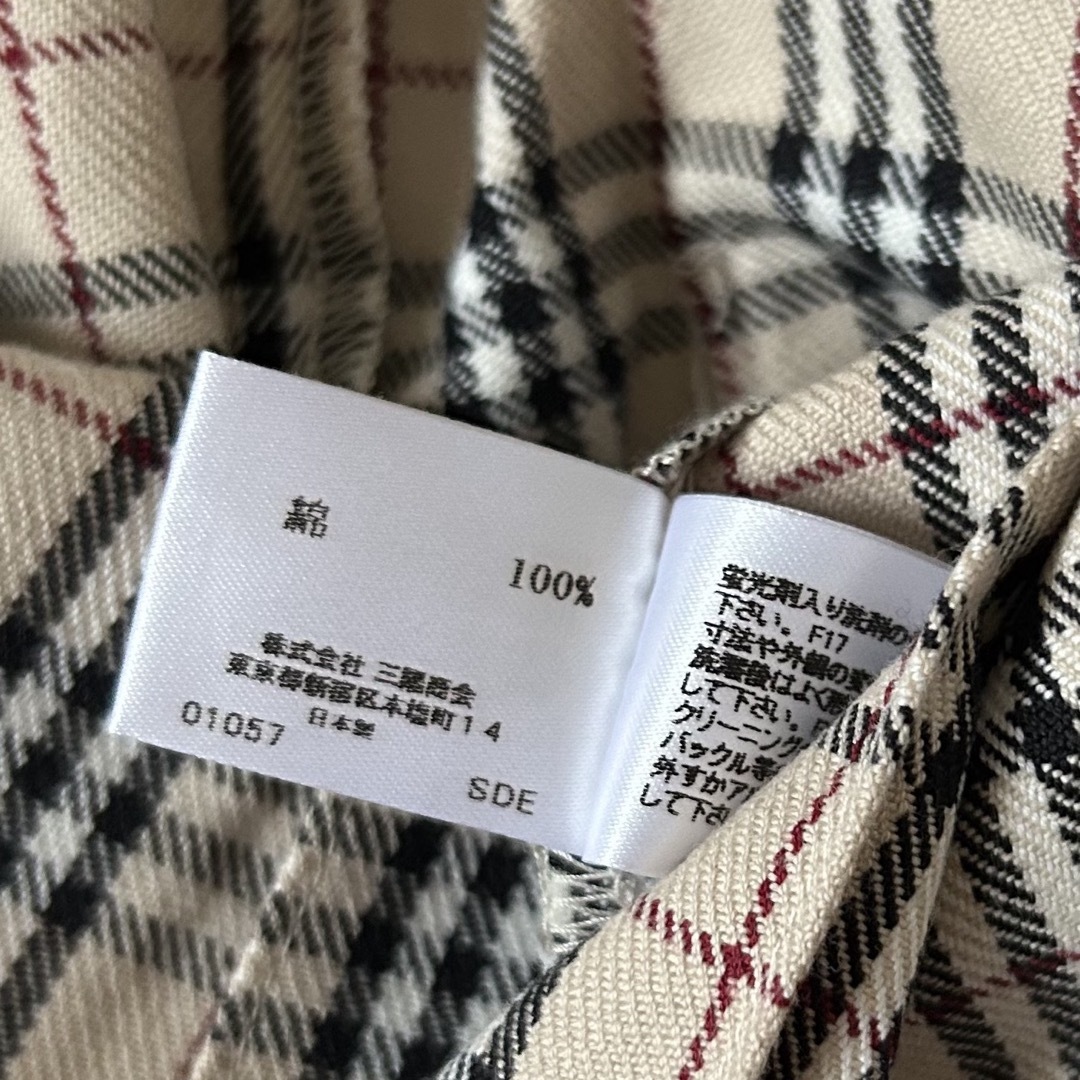 綿
100%
株式会社 三陽商会
東京都新宿区本塩町14
日本製
01057
SDE
蛍光剤入り洗剤の
下さい。F17
寸法や外観の変
洗濯後はよく
して下さい。
クリーニング
バックル等
外すかア
して下さ